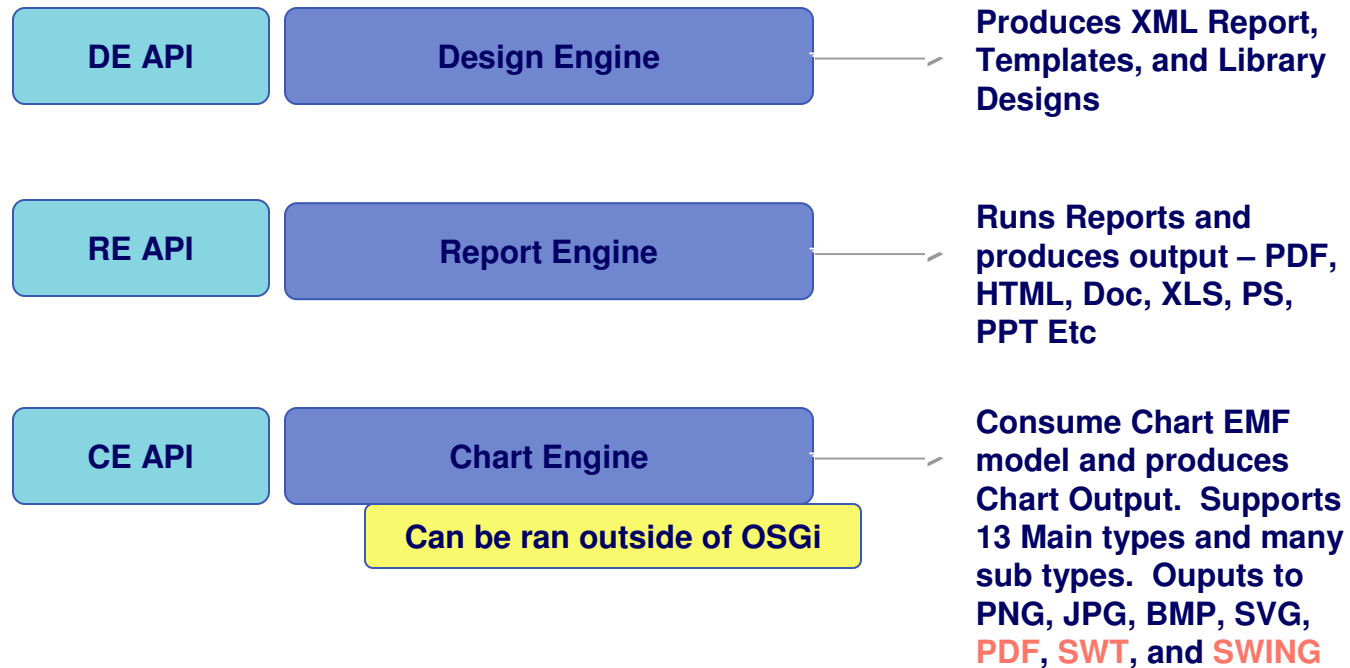 DE API
Design Engine
Produces XML Report,
Templates, and Library
Designs
RE API
Report Engine
Runs Reports and
produces output – PDF,
HTML, Doc, XLS, PS,
PPT Etc
CE API
Chart Engine
Can be ran outside of OSGi
Consume Chart EMF
model and produces
Chart Output. Supports
13 Main types and many
sub types. Ouputs to
PNG, JPG, BMP, SVG,
PDF, SWT, and SWING